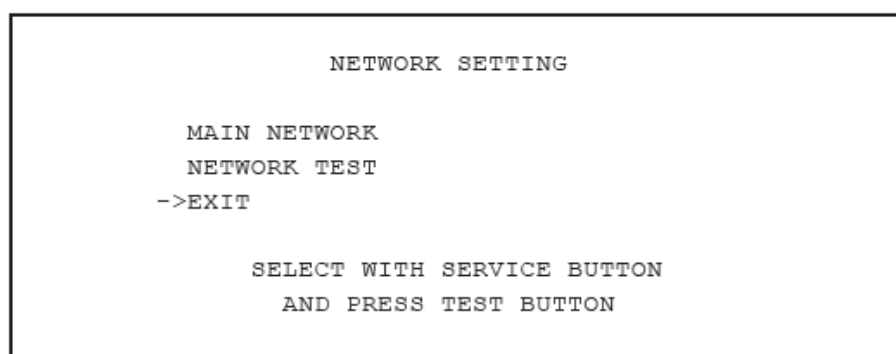 NETWORK SETTING
MAIN NETWORK
NETWORK TEST
->EXIT
SELECT WITH SERVICE BUTTON
AND PRESS TEST BUTTON